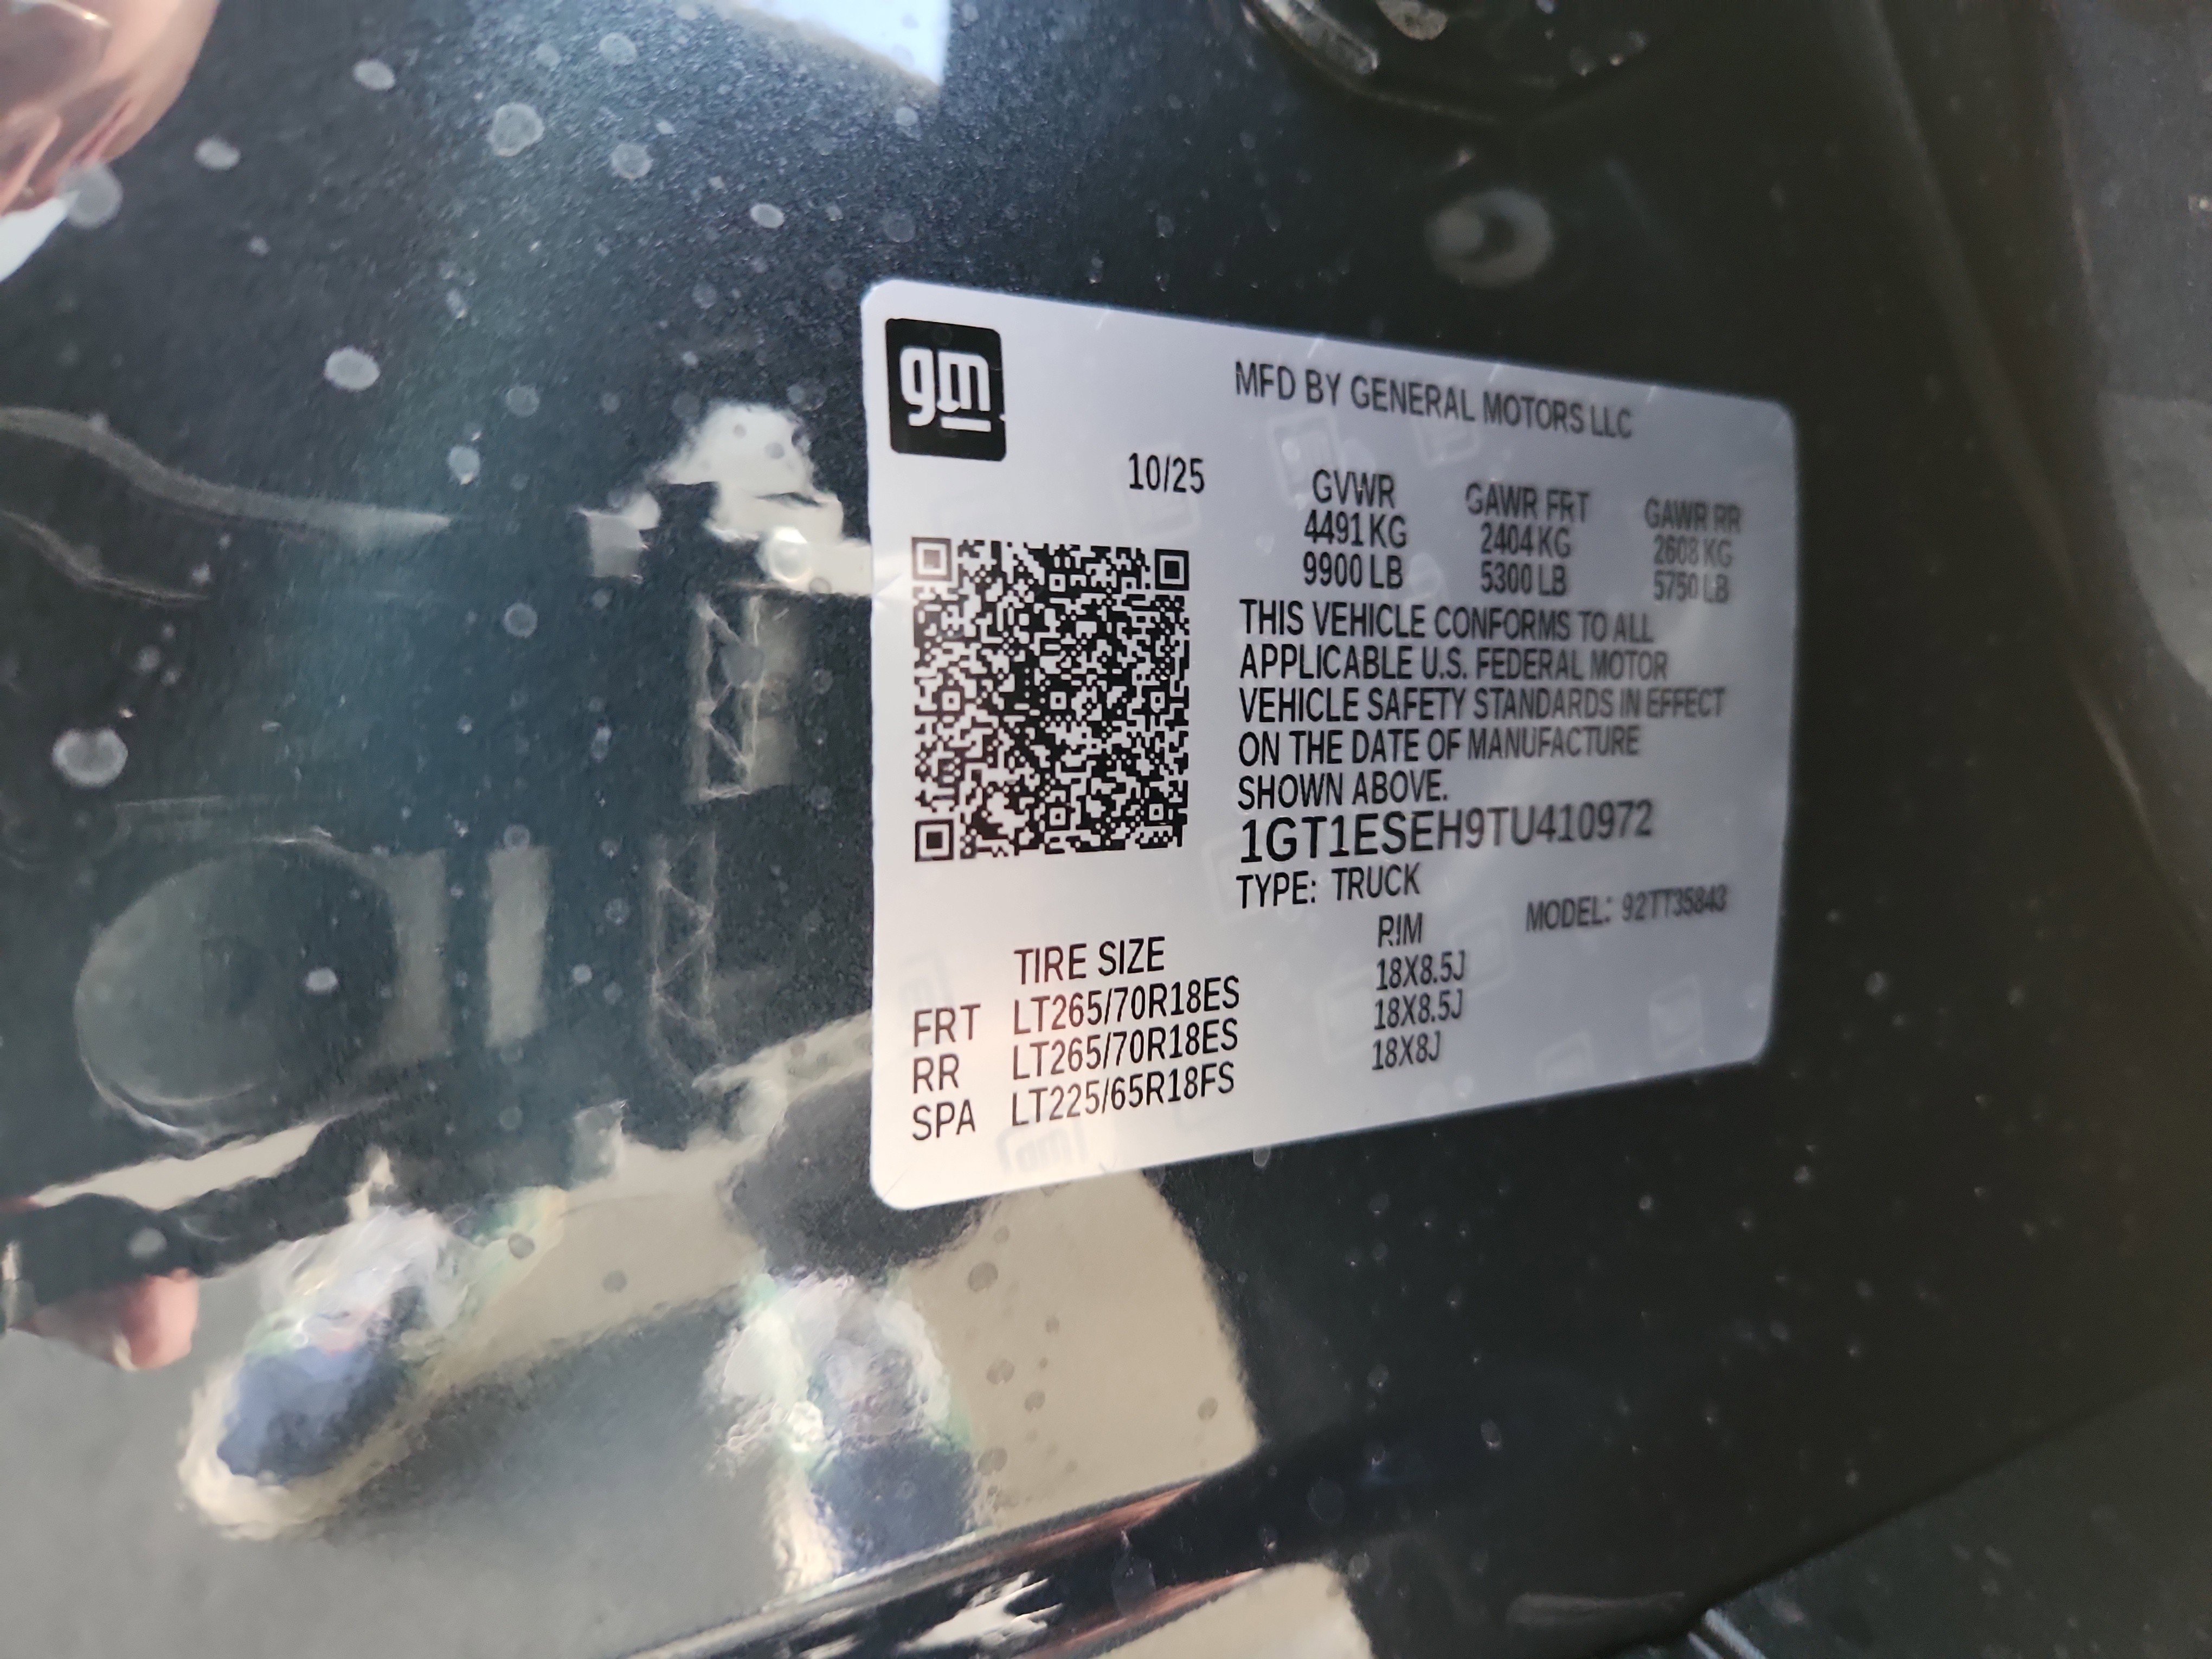 gm
MFD BY GENERAL MOTORS LLC
10/25
GVWR GAWR FRT GAWR RR
4491 KG 2404 KG 2608 KG
9900 LB 5300 LB 5750 LB
THIS VEHICLE CONFORMS TO ALL
APPLICABLE U.S. FEDERAL MOTOR
VEHICLE SAFETY STANDARDS IN EFFECT
ON THE DATE OF MANUFACTURE
SHOWN ABOVE.
1GT1ESEH9TU410972
TYPE: TRUCK MODEL: 92TT35843
TIRE SIZE RIM
FRT LT265/70R18ES 18X8.5J
RR LT265/70R18ES 18X8.5J
SPA LT225/65R18FS 18X8J